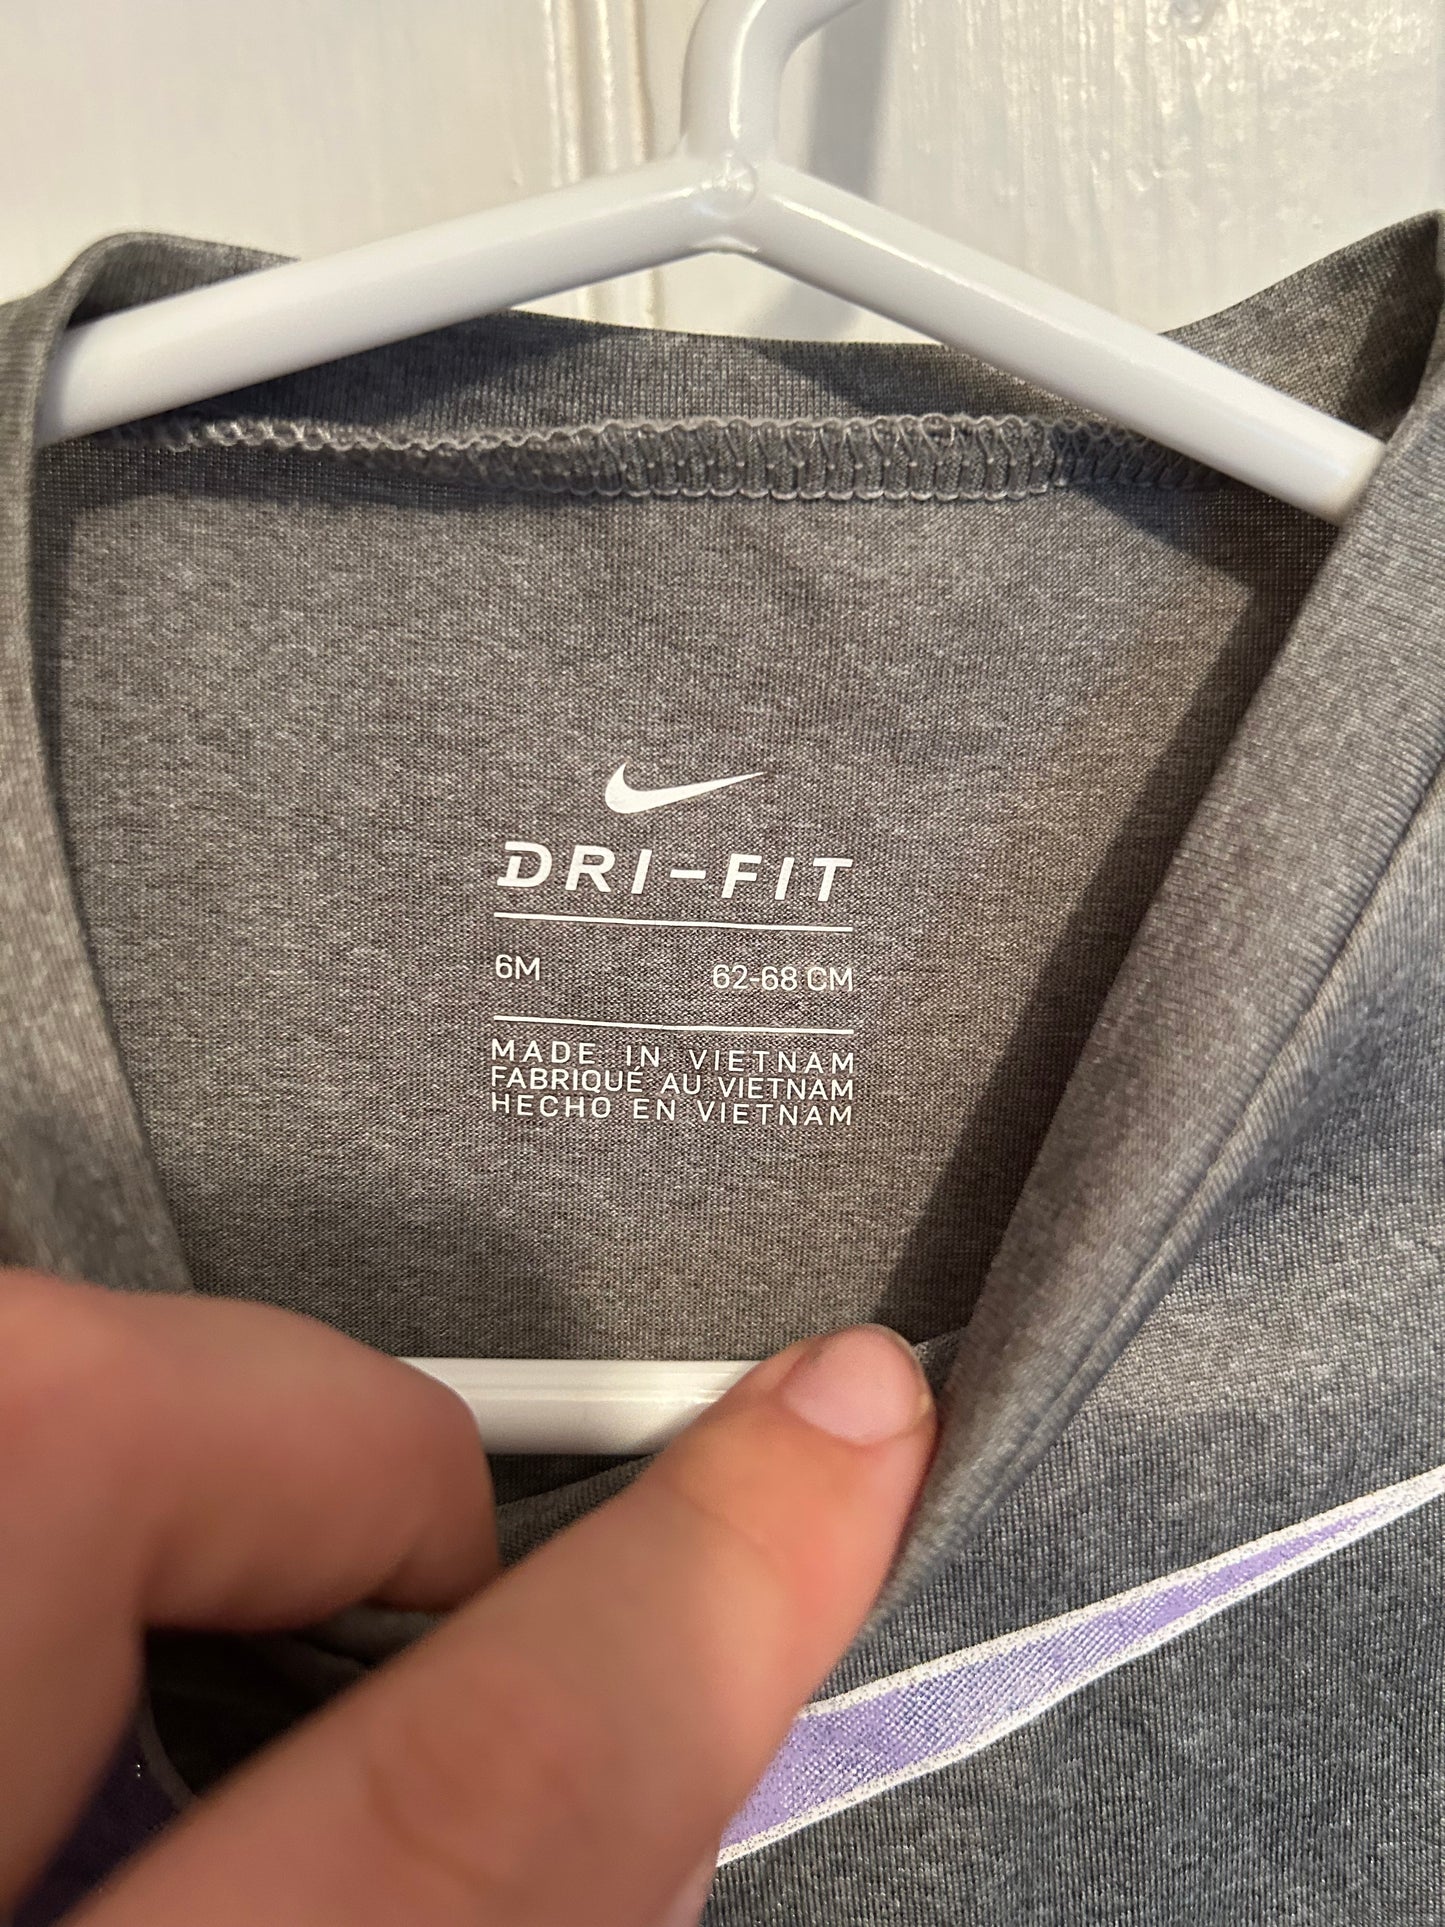 DRI-FIT
6M 62-68 CM
MADE IN VIETNAM
FABRIQUÉ AU VIETNAM
HECHO EN VIETNAM